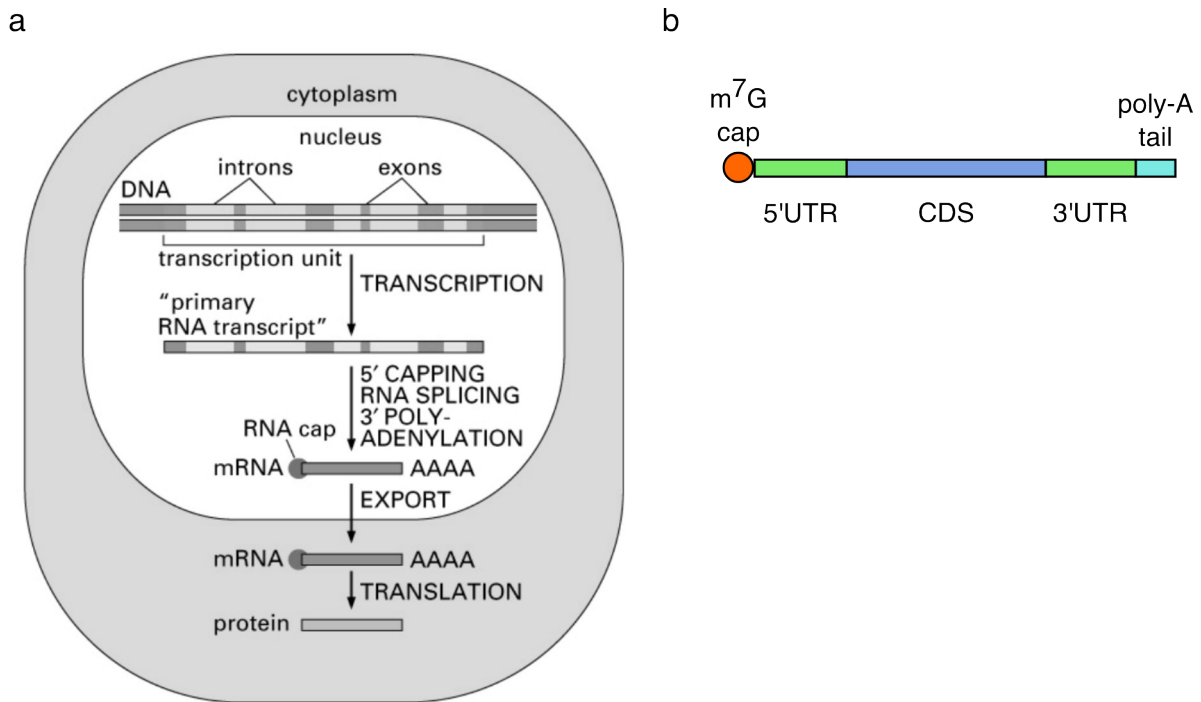 a
cytoplasm
nucleus
introns
exons
DNA
transcription unit
TRANSCRIPTION
“primary
RNA transcript”
5′ CAPPING
RNA SPLICING
3′ POLY-
ADENYLATION
RNA cap
mRNA
AAAA
EXPORT
mRNA
AAAA
TRANSLATION
protein
b
m7G
cap
poly-A
tail
5'UTR
CDS
3'UTR